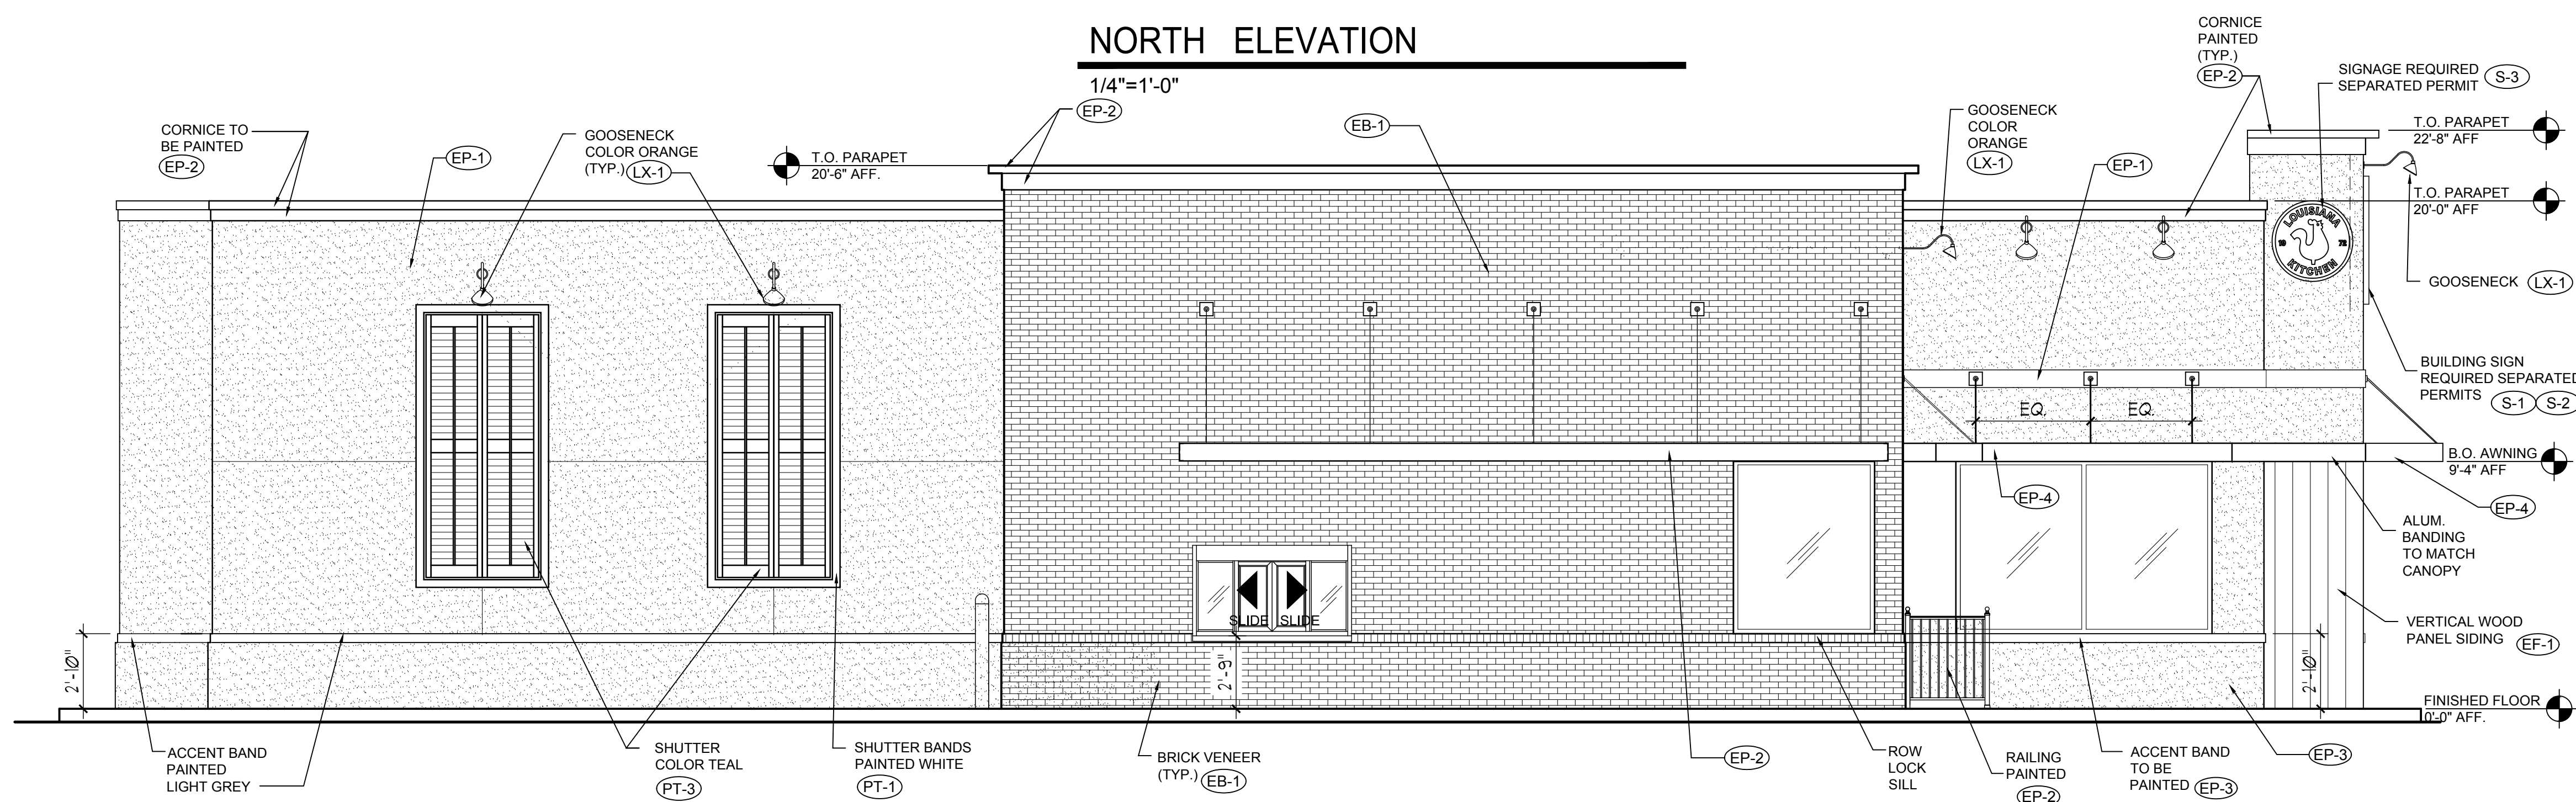 NORTH ELEVATION
1/4"=1'-0"
CORNICE TO
BE PAINTED
EP-2
EP-1
GOOSENECK
COLOR ORANGE
(TYP.) LX-1
T.O. PARAPET
20'-6" AFF.
EP-2
EB-1
GOOSENECK
COLOR
ORANGE
LX-1
EP-1
CORNICE
PAINTED
(TYP.)
EP-2
SIGNAGE REQUIRED
SEPARATED PERMIT S-3
T.O. PARAPET
22'-8" AFF
T.O. PARAPET
20'-0" AFF
LOUISIANA
19 72
KITCHEN
GOOSENECK LX-1
BUILDING SIGN
REQUIRED SEPARATED
PERMITS S-1 S-2
EQ. EQ.
B.O. AWNING
9'-4" AFF
EP-4
EP-4
ALUM.
BANDING
TO MATCH
CANOPY
VERTICAL WOOD
PANEL SIDING EF-1
SLIDE SLIDE
2'-10"
2'-9"
2'-10"
FINISHED FLOOR
0'-0" AFF.
ACCENT BAND
PAINTED
LIGHT GREY
SHUTTER
COLOR TEAL
PT-3
SHUTTER BANDS
PAINTED WHITE
PT-1
BRICK VENEER
(TYP.) EB-1
EP-2
ROW
LOCK
SILL
RAILING
PAINTED
EP-2
ACCENT BAND
TO BE
PAINTED EP-3
EP-3